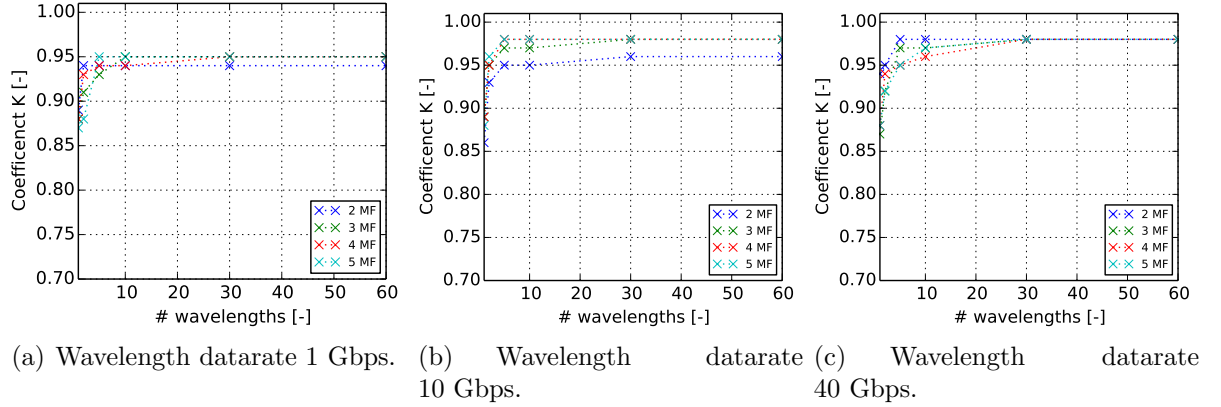 1.00
0.95
0.90
0.85
0.80
0.75
0.70
Coefficenct K [-]
10 20 30 40 50 60
# wavelengths [-]
2 MF
3 MF
4 MF
5 MF
(a) Wavelength datarate 1 Gbps.
1.00
0.95
0.90
0.85
0.80
0.75
0.70
Coefficenct K [-]
10 20 30 40 50 60
# wavelengths [-]
2 MF
3 MF
4 MF
5 MF
(b) Wavelength datarate
10 Gbps.
1.00
0.95
0.90
0.85
0.80
0.75
0.70
Coefficenct K [-]
10 20 30 40 50 60
# wavelengths [-]
2 MF
3 MF
4 MF
5 MF
(c) Wavelength datarate
40 Gbps.